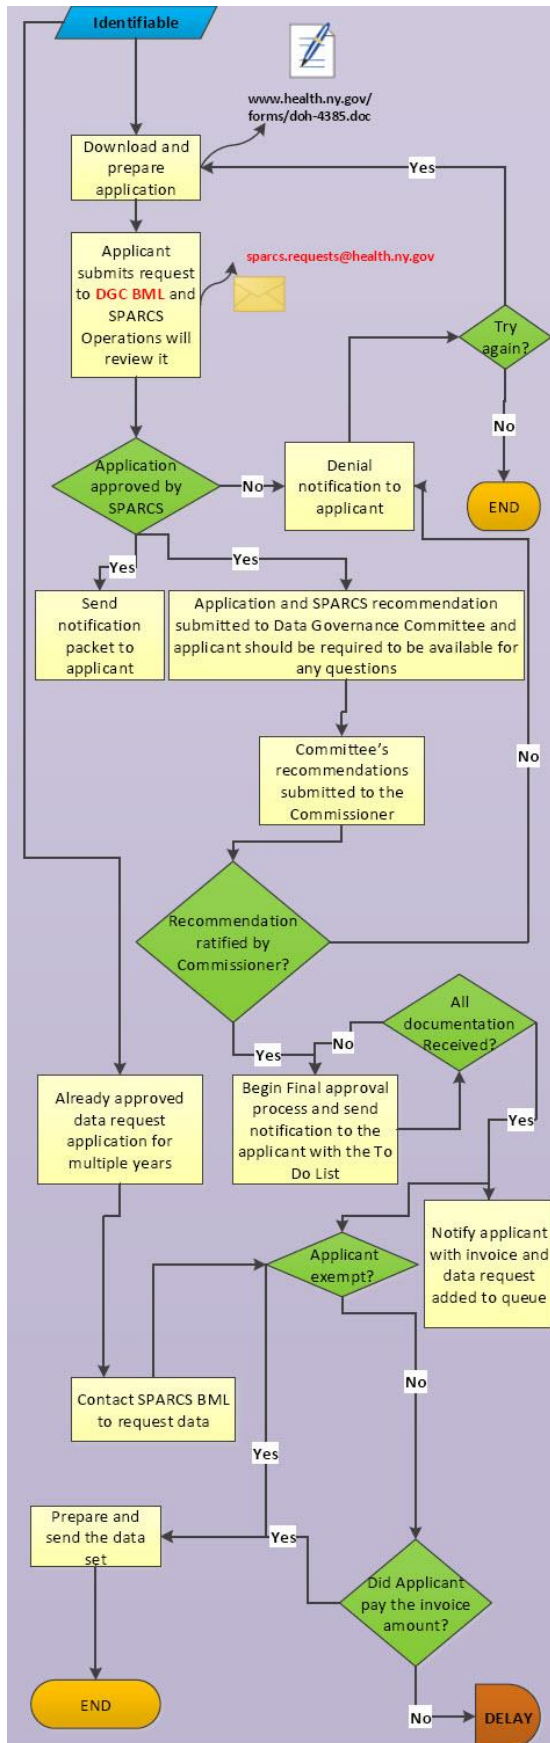 Identifiable
www.health.ny.gov/
forms/doh-4385.doc
Download and
prepare
application
Yes
Applicant
submits request
to DGC BML and
SPARCS
Operations will
review it
sparcs.requests@health.ny.gov
Try
again?
No
END
Application
approved by
SPARCS
No
Denial
notification to
applicant
Yes
Yes
Send
notification
packet to
applicant
Application and SPARCS recommendation
submitted to Data Governance Committee and
applicant should be required to be available for
any questions
Committee's
recommendations
submitted to the
Commissioner
No
Recommendation
ratified by
Commissioner?
All
documentation
Received?
Yes
No
Begin Final approval
process and send
notification to the
applicant with the To
Do List
Yes
Already approved
data request
application for
multiple years
Notify applicant
with invoice and
data request
added to queue
Applicant
exempt?
No
Contact SPARCS BML
to request data
Yes
Prepare and
send the data
set
Yes
Did Applicant
pay the invoice
amount?
END
No
DELAY